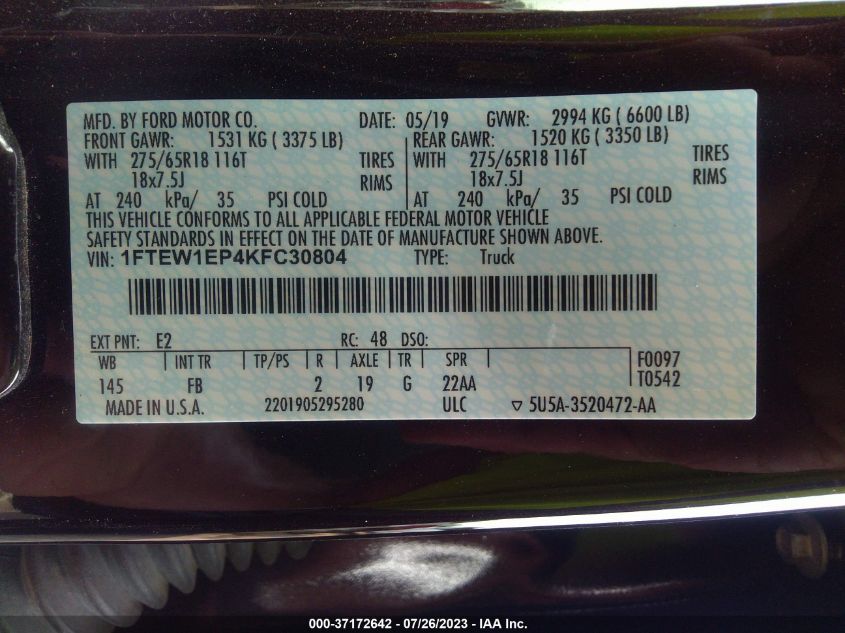 MFD. BY FORD MOTOR CO. DATE: 05/19 GVWR: 2994 KG ( 6600 LB)
FRONT GAWR: 1531 KG ( 3375 LB) REAR GAWR: 1520 KG ( 3350 LB)
WITH 275/65R18 116T TIRES WITH 275/65R18 116T TIRES
18x7.5J RIMS 18x7.5J RIMS
AT 240 kPa/ 35 PSI COLD AT 240 kPa/ 35 PSI COLD
THIS VEHICLE CONFORMS TO ALL APPLICABLE FEDERAL MOTOR VEHICLE
SAFETY STANDARDS IN EFFECT ON THE DATE OF MANUFACTURE SHOWN ABOVE.
VIN: 1FTEW1EP4KFC30804 TYPE: Truck
EXT PNT: E2 RC: 48 DSO:
WB INT TR TP/PS R AXLE TR SPR F0097
145 FB 2 19 G 22AA T0542
MADE IN U.S.A. 2201905295280 ULC ▽ 5U5A-3520472-AA
000-37172642 / 07/26/2023 - IAA Inc.